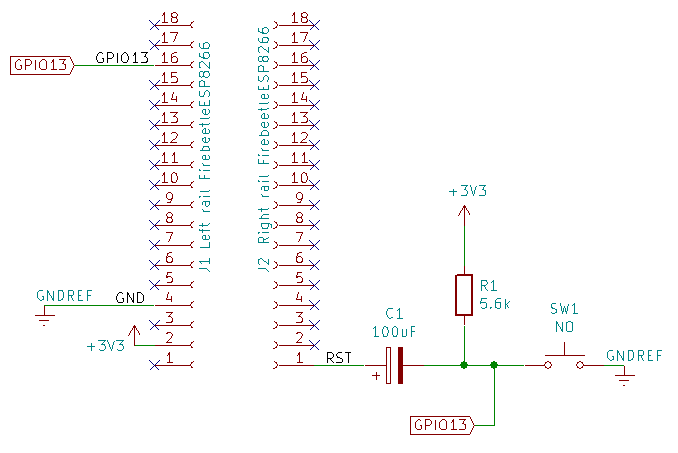 18
17
GPIO13
GPIO13
16
15
14
13
12
11
10
9
8
7
6
5
GNDREF
GND
4
3
+3V3
2
1
J1 Left rail FirebeetleESP8266
J2 Right rail FirebeetleESP8266
18
17
16
15
14
13
12
11
10
9
8
7
6
5
4
3
2
1
RST
C1
100uF
+
+3V3
R1
5.6k
SW1
NO
GNDREF
GPIO13